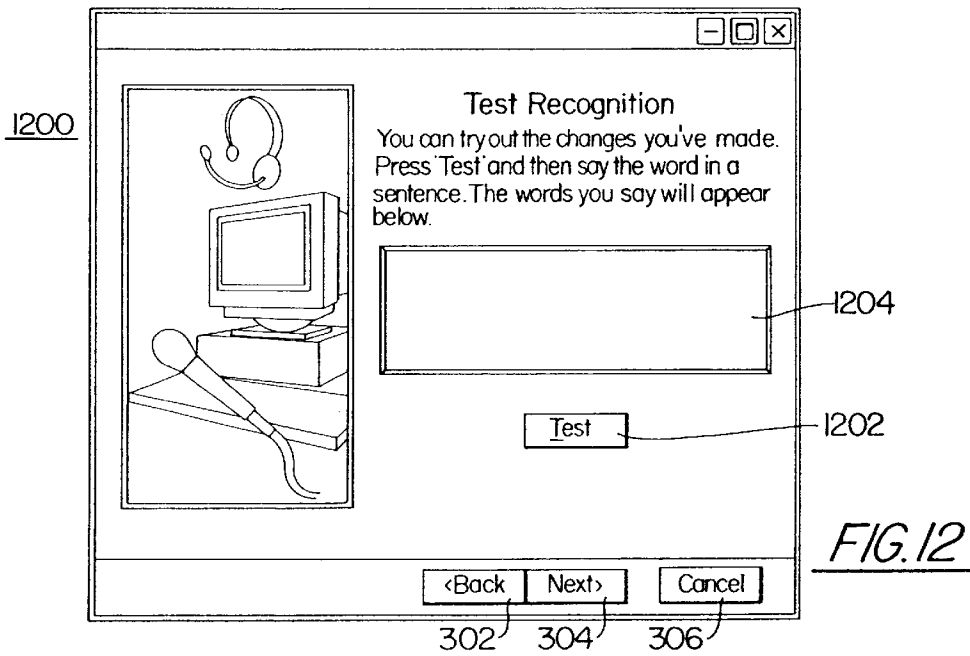 1200
Test Recognition
You can try out the changes you've made.
Press 'Test' and then say the word in a
sentence. The words you say will appear
below.
1204
Test
1202
FIG. 12
<Back
Next>
Cancel
302
304
306